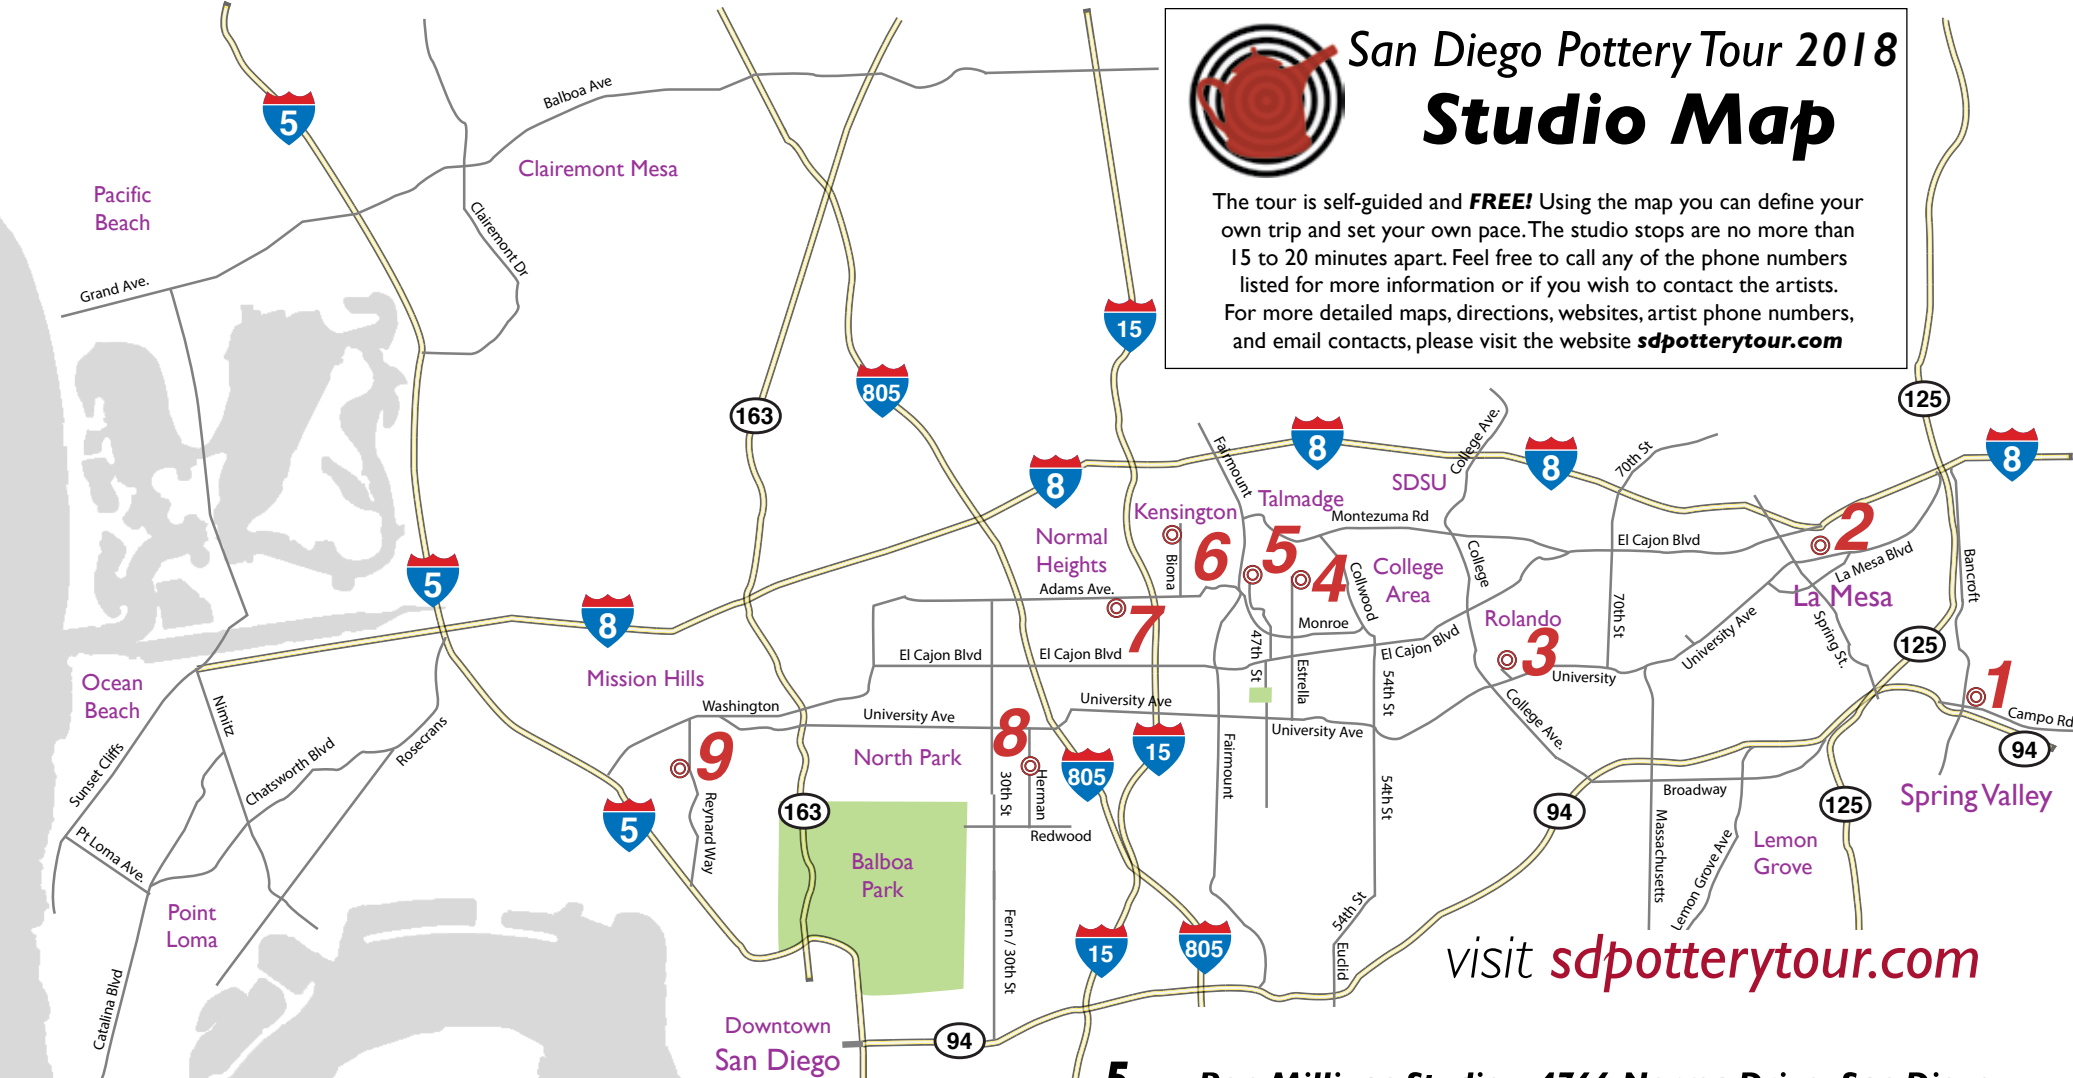 San Diego Pottery Tour 2018
Studio Map
The tour is self-guided and FREE! Using the map you can define your
own trip and set your own pace. The studio stops are no more than
15 to 20 minutes apart. Feel free to call any of the phone numbers
listed for more information or if you wish to contact the artists.
For more detailed maps, directions, websites, artist phone numbers,
and email contacts, please visit the website sdpotterytour.com
5
Balboa Ave
Clairemont Mesa
Pacific
Beach
Clairemont Dr
Grand Ave.
15
805
163
125
8
8
8
8
College Ave.
70th St
Fairmount
SDSU
Talmadge
Kensington
Montezuma Rd
Normal
Heights
6
5
4
2
El Cajon Blvd
La Mesa Blvd
Biona
Collwood
College
Area
College
Bancroft
5
8
Adams Ave.
La Mesa
70th St
Rolando
7
Monroe
3
University Ave
Spring St.
125
El Cajon Blvd
El Cajon Blvd
El Cajon Blvd
47th St
Estrella
54th St
University
1
Mission Hills
Ocean
Beach
Nimitz
Washington
University Ave
University Ave
University Ave
College Ave.
Campo Rd
94
8
9
North Park
15
805
Fairmount
Rosecrans
Chatsworth Blvd
Sunset Cliffs
30th St
Herman
54th St
Broadway
Spring Valley
163
5
94
125
Reynard Way
Redwood
Pt Loma Ave.
Balboa
Park
Massachusetts
Lemon Grove Ave
Lemon
Grove
Point
Loma
Fern / 30th St
54th St
Euclid
15
805
visit sdpotterytour.com
Catalina Blvd
Downtown
San Diego
94
5